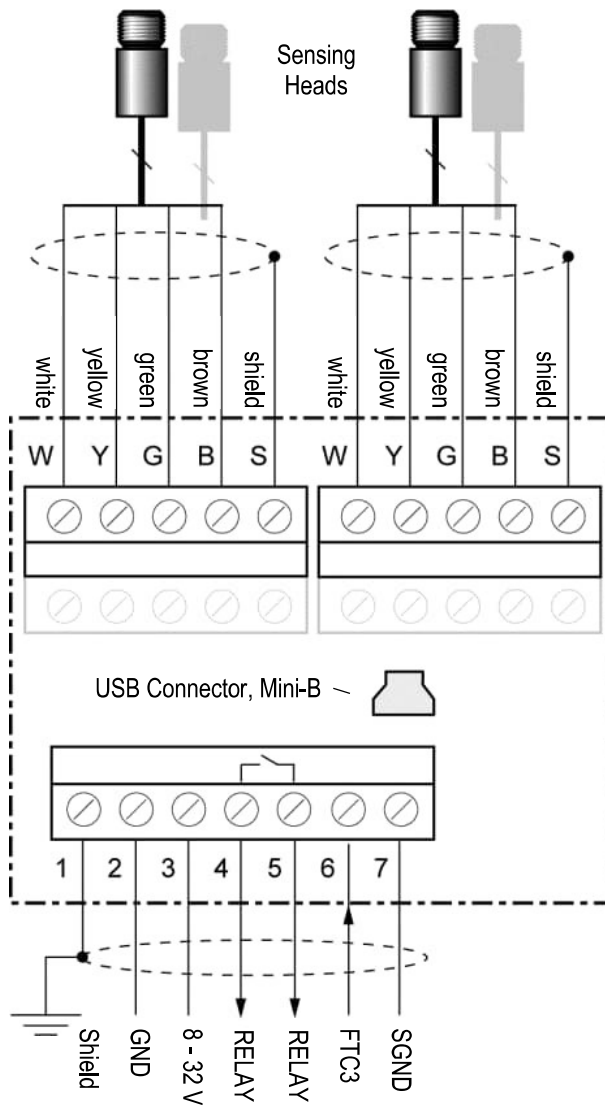 Sensing
Heads
white yellow green brown shield white yellow green brown shield
W Y G B S W Y G B S
USB Connector, Mini-B
1 2 3 4 5 6 7
Shield GND 8 - 32 V RELAY RELAY FTC3 SGND